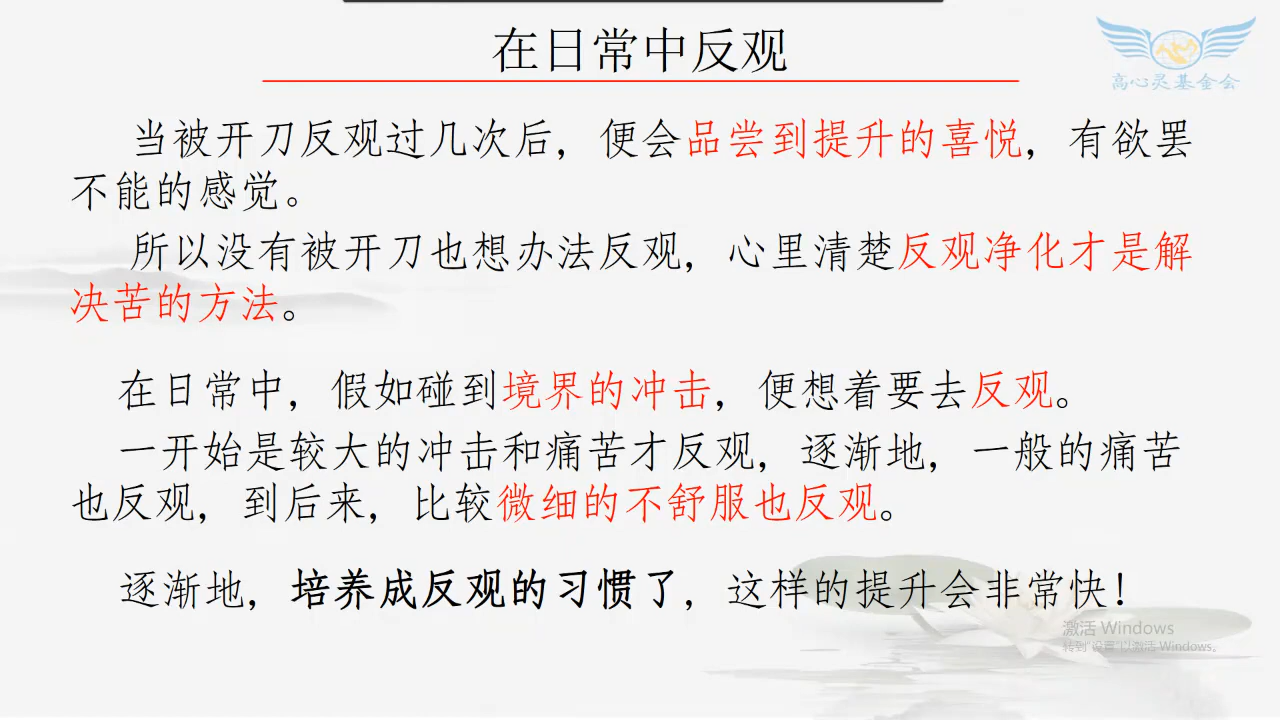 在日常中反观
高心灵基金会
当被开刀反观过几次后，便会品尝到提升的喜悦，有欲罢
不能的感觉。
所以没有被开刀也想办法反观，心里清楚反观净化才是解
决苦的方法。
在日常中，假如碰到境界的冲击，便想着要去反观。
一开始是较大的冲击和痛苦才反观，逐渐地，一般的痛苦
也反观，到后来，比较微细的不舒服也反观。
逐渐地，培养成反观的习惯了，这样的提升会非常快！
激活 Windows
转到“设置”以激活 Windows。